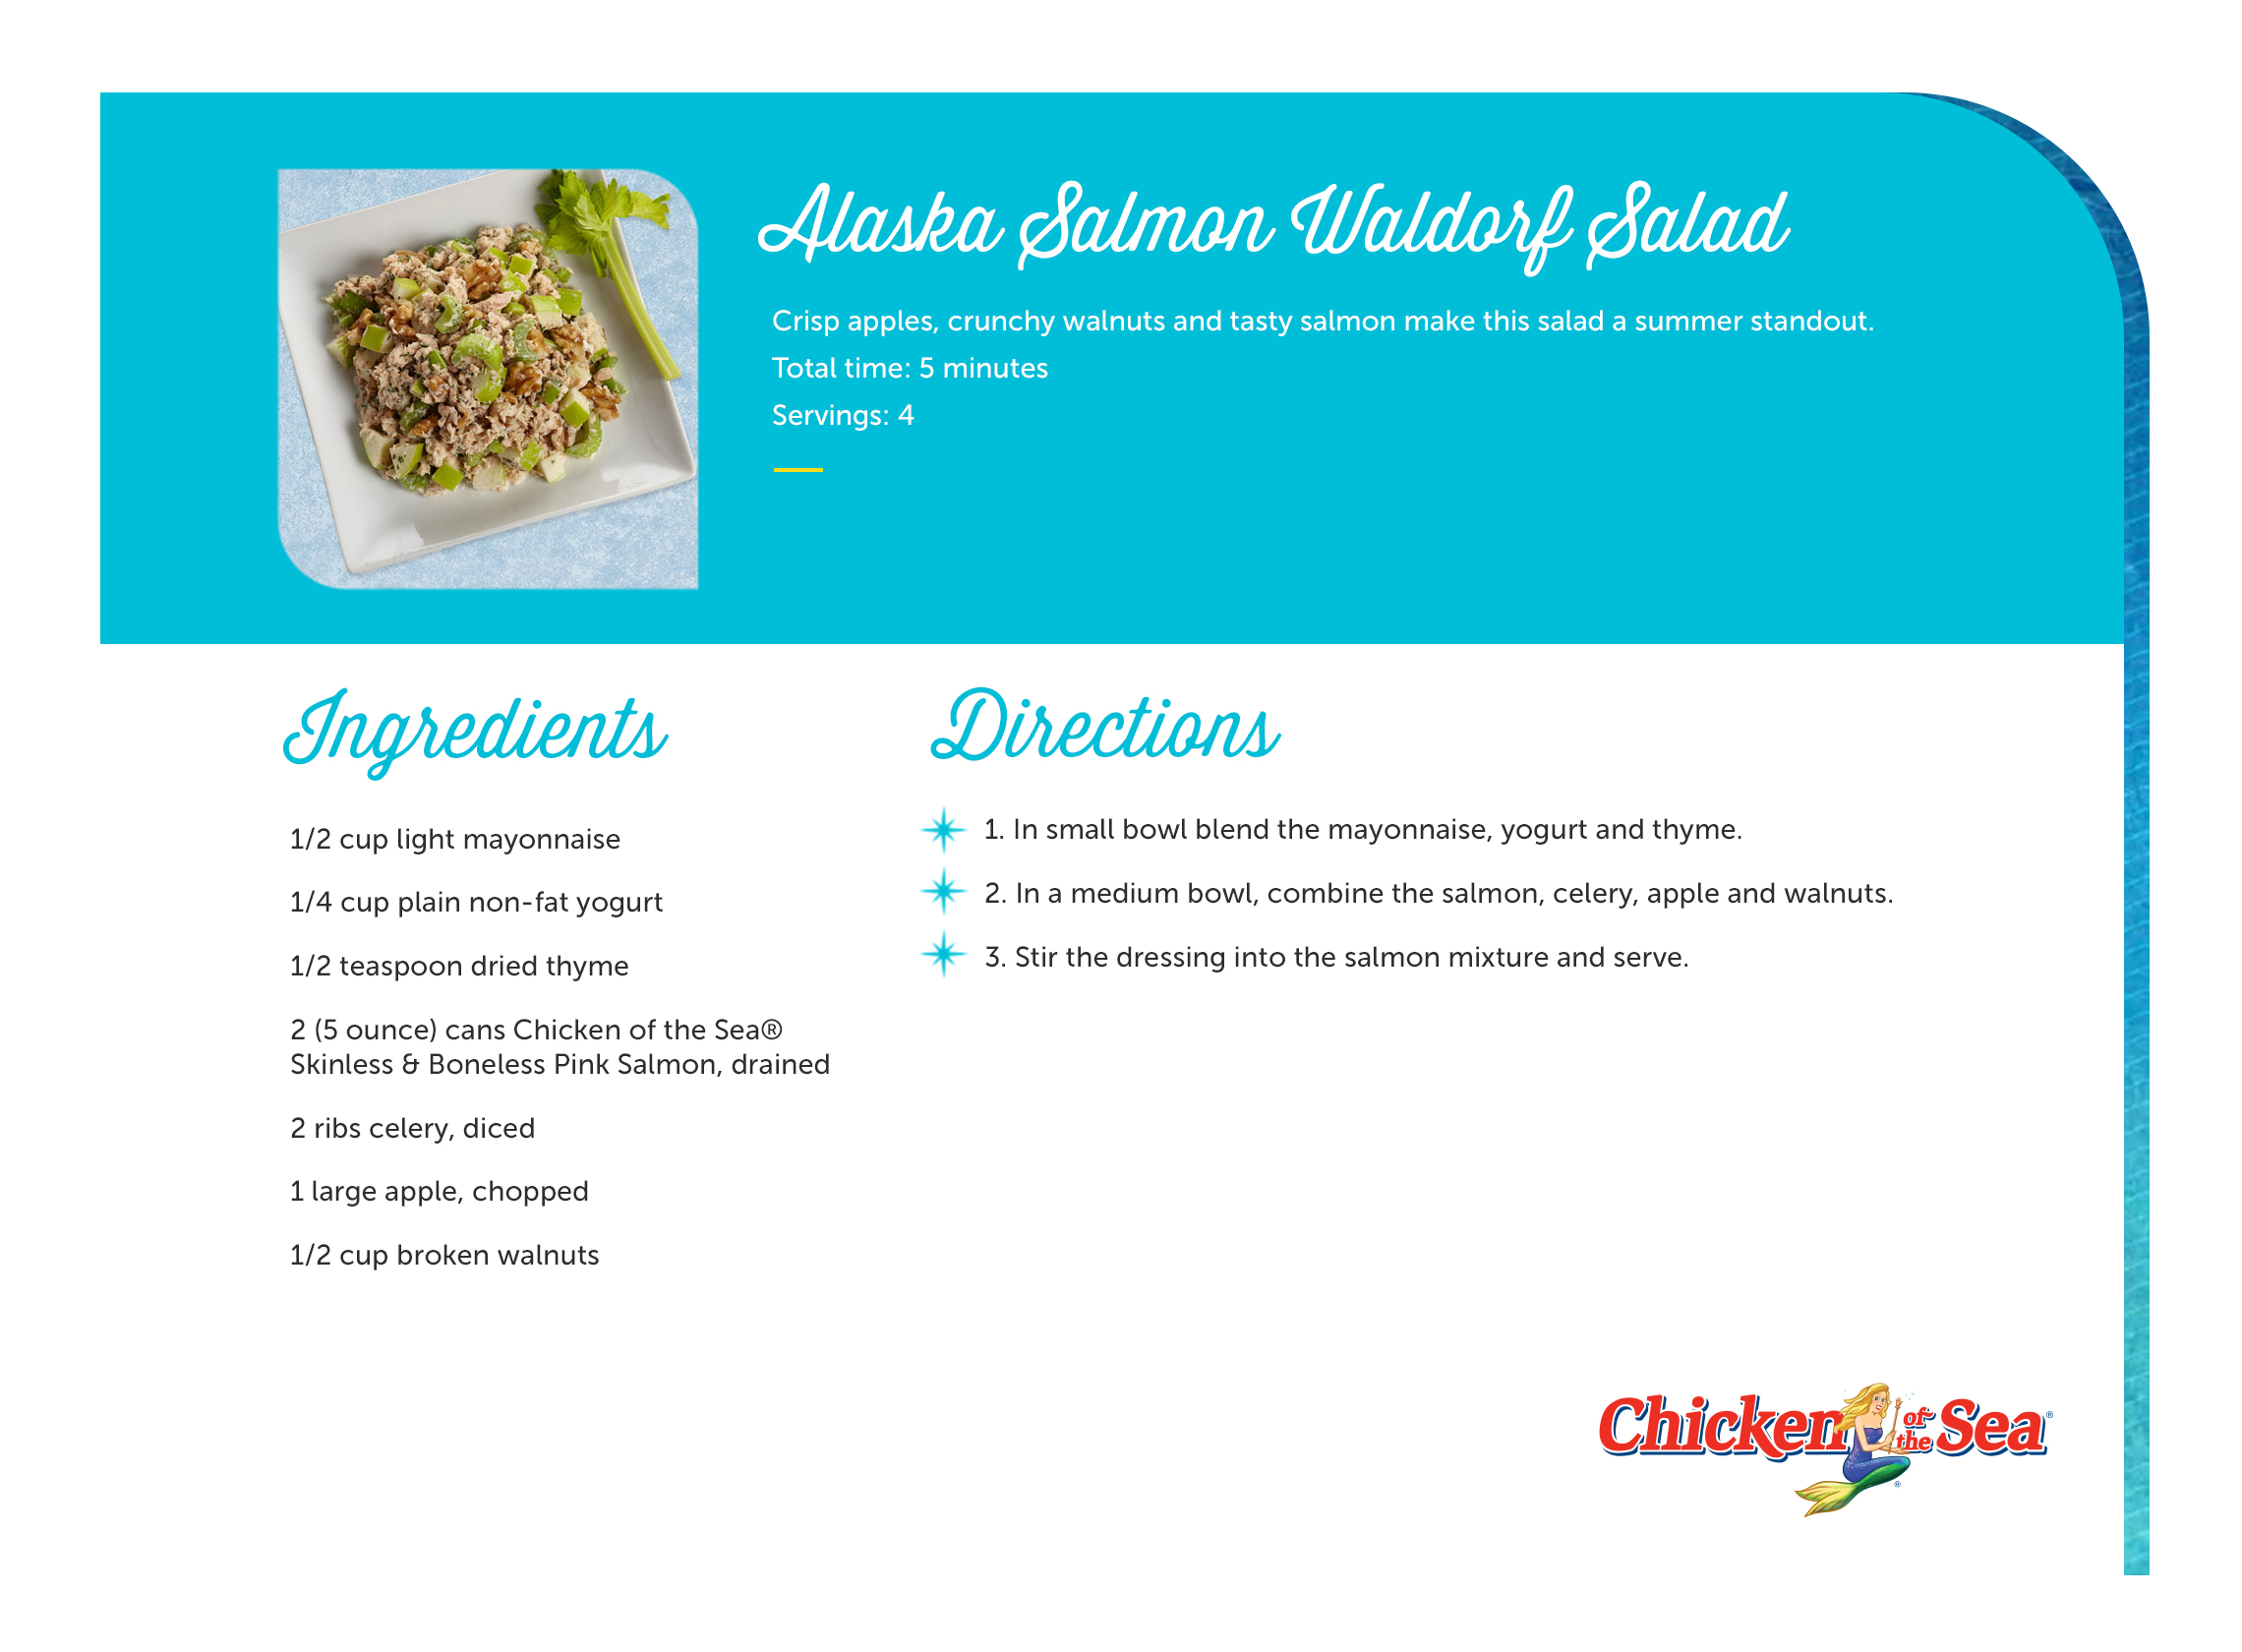 Alaska Salmon Waldorf Salad
Crisp apples, crunchy walnuts and tasty salmon make this salad a summer standout.
Total time: 5 minutes
Servings: 4
Ingredients
1/2 cup light mayonnaise
1/4 cup plain non-fat yogurt
1/2 teaspoon dried thyme
2 (5 ounce) cans Chicken of the Sea®
Skinless & Boneless Pink Salmon, drained
2 ribs celery, diced
1 large apple, chopped
1/2 cup broken walnuts
Directions
1. In small bowl blend the mayonnaise, yogurt and thyme.
2. In a medium bowl, combine the salmon, celery, apple and walnuts.
3. Stir the dressing into the salmon mixture and serve.
Chicken of the Sea®
®